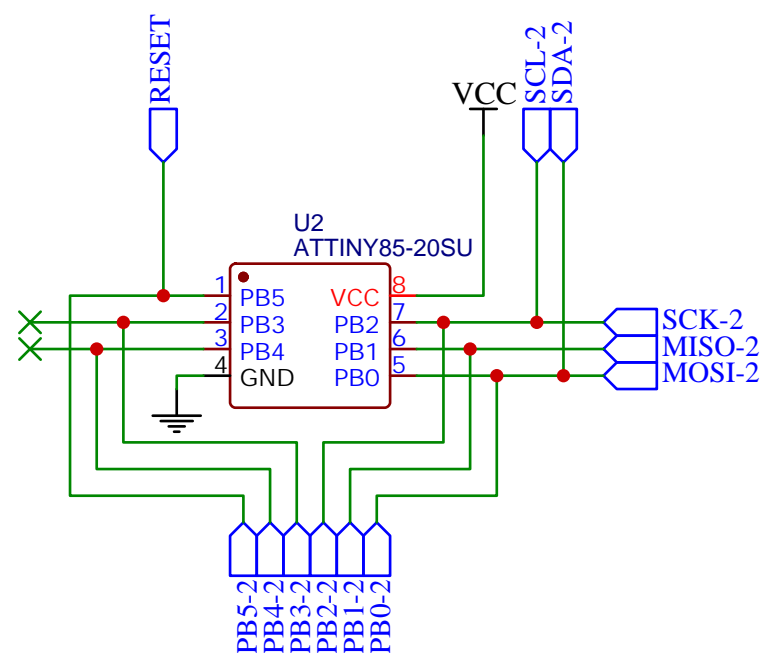 RESET
VCC
SCL-2
SDA-2
U2
ATTINY85-20SU
1
PB5
2
PB3
3
PB4
4
GND
8
VCC
7
PB2
6
PB1
5
PB0
SCK-2
MISO-2
MOSI-2
PB5-2
PB4-2
PB3-2
PB2-2
PB1-2
PB0-2